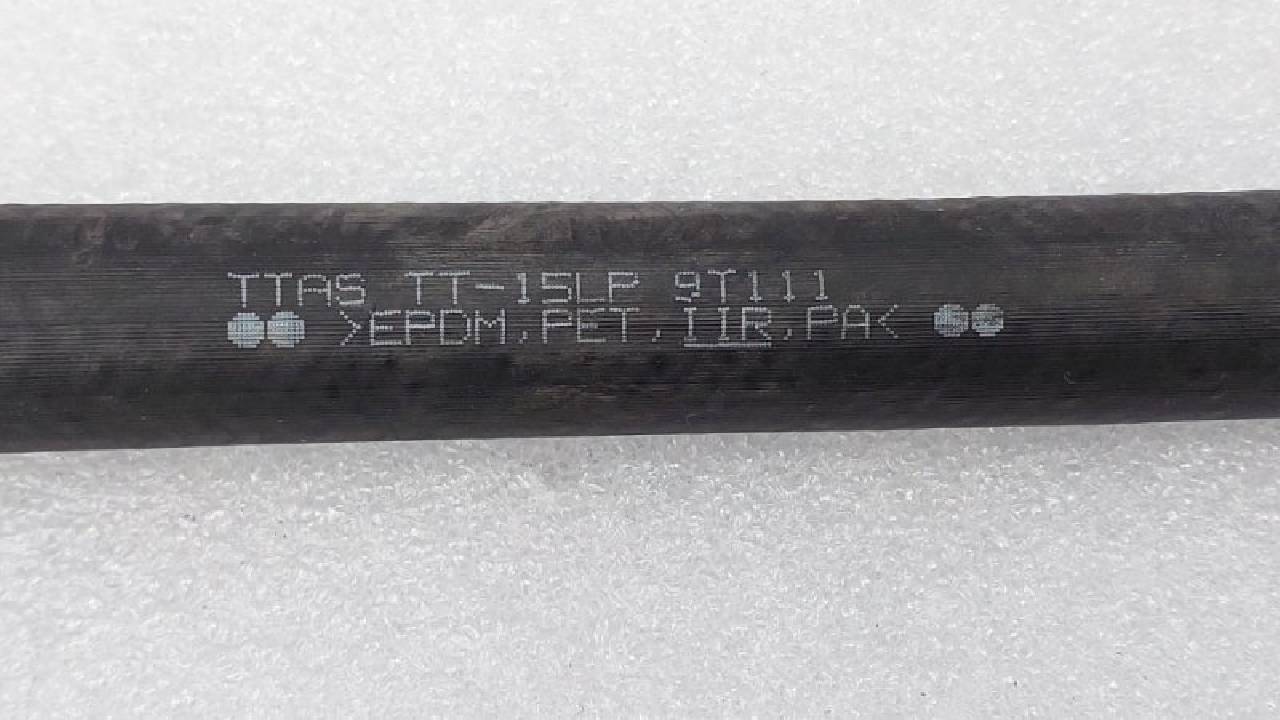 TTAS TT-15LP 9T111
●● >EPDM,PET,IIR,PA< ●●